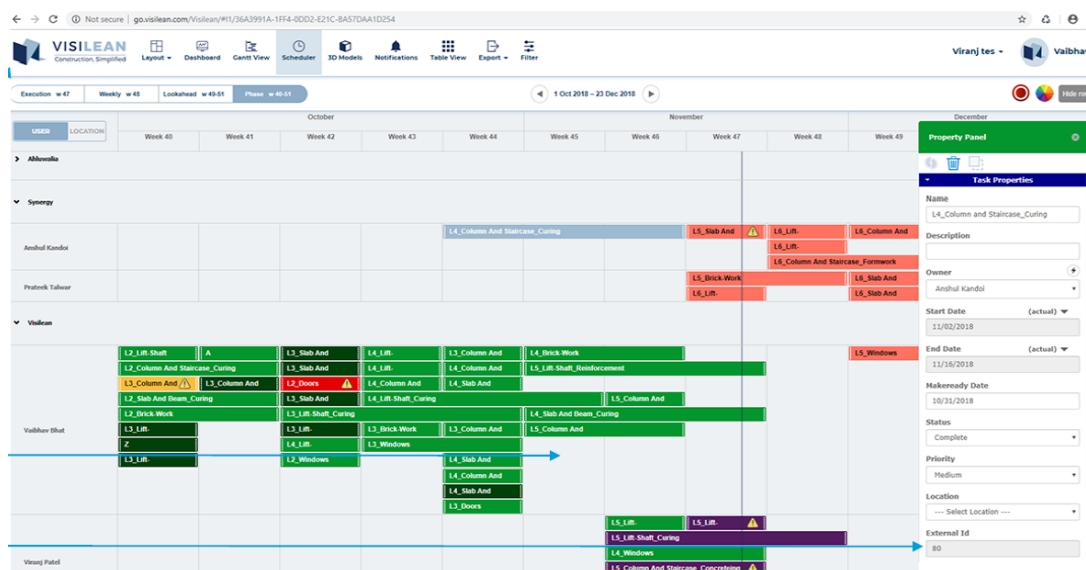 Not secure | go.visilean.com/Visilean/#l1/36A3991A-1FF4-0DD2-E21C-8A57DAA1D254
VISILEAN
Construction, Simplified
Layout Dashboard Gantt View Scheduler 3D Models Notifications Table View Export Filter
Viranj tes
Vaibhav
Execution w 47 Weekly w 48 Lookahead w 49-51 Phase w 40-51
1 Oct 2018 – 23 Dec 2018
Hide ro
USER LOCATION
October November December
Week 40 Week 41 Week 42 Week 43 Week 44 Week 45 Week 46 Week 47 Week 48 Week 49
Ahluwalia
Synergy
Anshul Kandoi
L4_Column And Staircase_Curing L5_Slab And L6_Lift- L6_Column And
L6_Lift-
L6_Column And Staircase_Formwork
Prateek Talwar
L5_Brick-Work L6_Slab And
L6_Lift- L6_Slab And
Visilean
L2_Lift-Shaft A L3_Slab And L4_Lift- L3_Column And L4_Brick-Work L5_Windows
L2_Column And Staircase_Curing L3_Slab And L4_Lift- L4_Column And L5_Lift-Shaft_Reinforcement
L3_Column And L3_Column And L2_Doors L4_Column And L4_Slab And
L2_Slab And Beam_Curing L3_Slab And L4_Lift-Shaft_Curing L5_Column And
L2_Brick-Work L3_Lift-Shaft_Curing L4_Slab And Beam_Curing
Vaibhav Bhat
L3_Lift- L3_Lift- L3_Brick-Work L3_Column And L5_Column And
Z L4_Lift- L3_Windows
L3_Lift- L2_Windows L4_Slab And
L4_Column And
L4_Slab And
L3_Doors
L5_Lift- L5_Lift-
L5_Lift-Shaft_Curing
L4_Windows
Viranj Patel
L5_Column And Staircase_Concreteing
Property Panel
Task Properties
Name
L4_Column and Staircase_Curing
Description
Owner
Anshul Kandoi
Start Date (actual)
11/02/2018
End Date (actual)
11/16/2018
Makeready Date
10/31/2018
Status
Complete
Priority
Medium
Location
--- Select Location ---
External Id
80